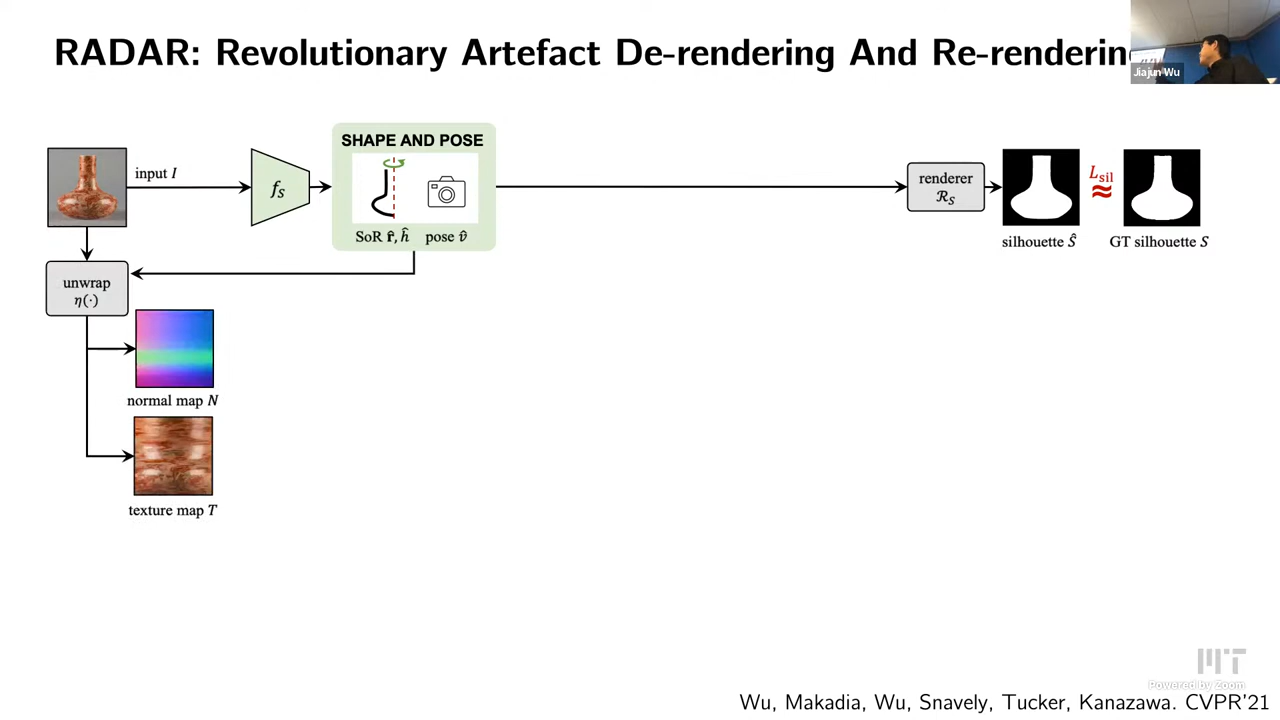 RADAR: Revolutionary Artefact De-rendering And Re-rendering
Jiajun Wu
SHAPE AND POSE
input I
f_S
SoR r̂, ĥ pose v̂
renderer
ℛ_S
L_sil
≈
silhouette Ŝ
GT silhouette S
unwrap
η(·)
normal map N
texture map T
MIT
Powered by Zoom
Wu, Makadia, Wu, Snavely, Tucker, Kanazawa. CVPR'21